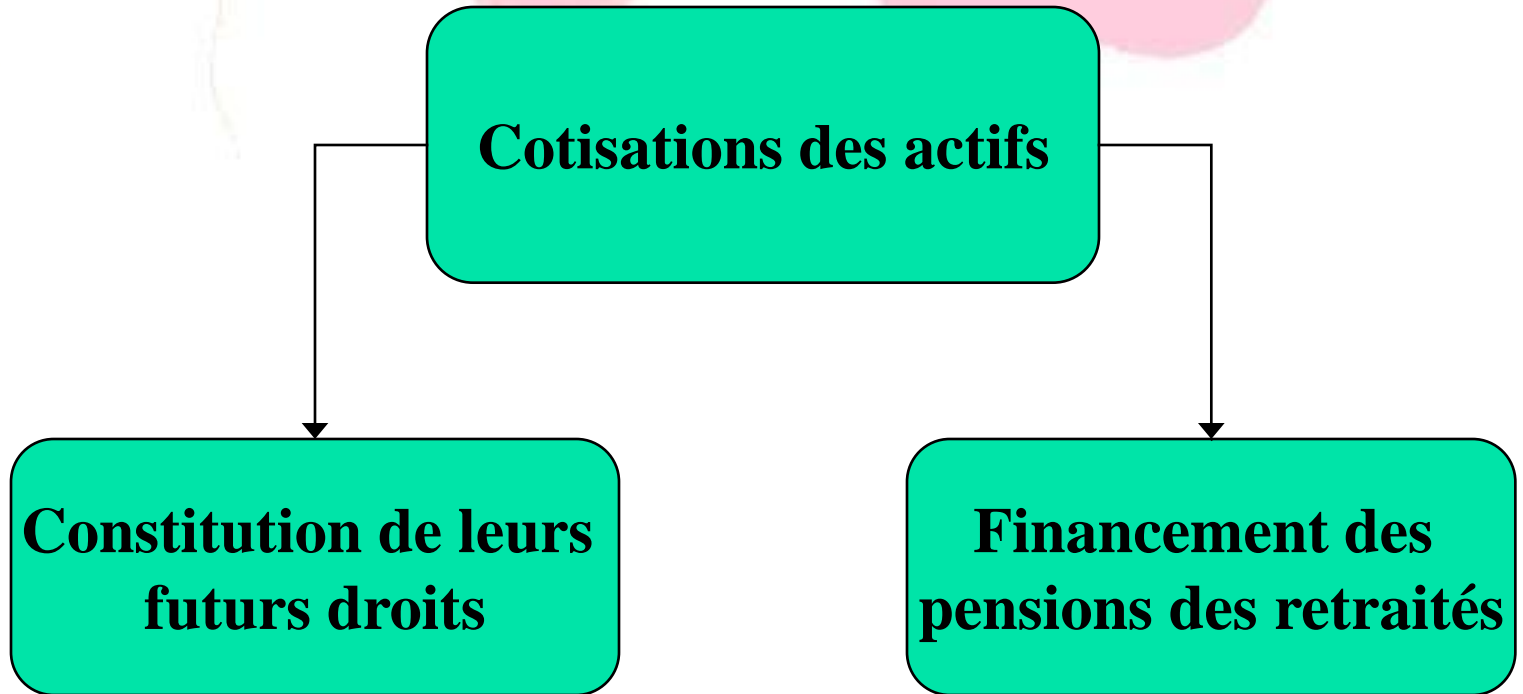 Cotisations des actifs
Constitution de leurs
futurs droits
Financement des
pensions des retraités